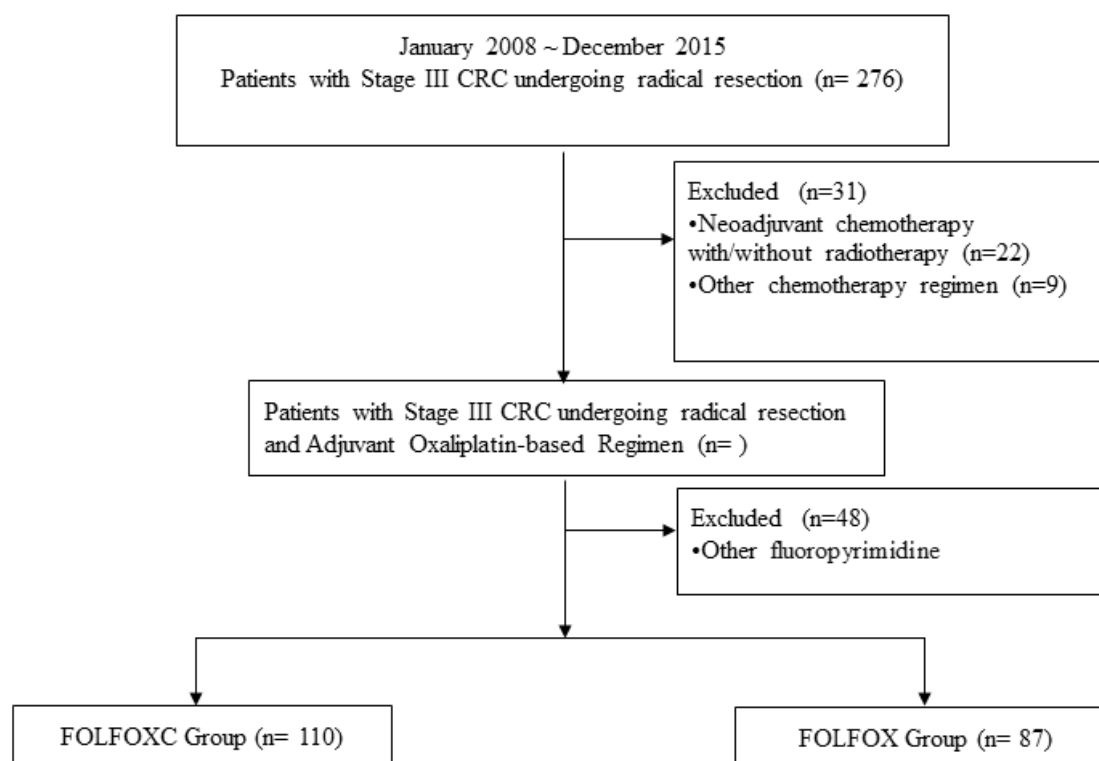 January 2008 ~ December 2015
Patients with Stage III CRC undergoing radical resection (n= 276)
Excluded (n=31)
•Neoadjuvant chemotherapy
with/without radiotherapy (n=22)
•Other chemotherapy regimen (n=9)
Patients with Stage III CRC undergoing radical resection
and Adjuvant Oxaliplatin-based Regimen (n= )
Excluded (n=48)
•Other fluoropyrimidine
FOLFOXC Group (n= 110)
FOLFOX Group (n= 87)